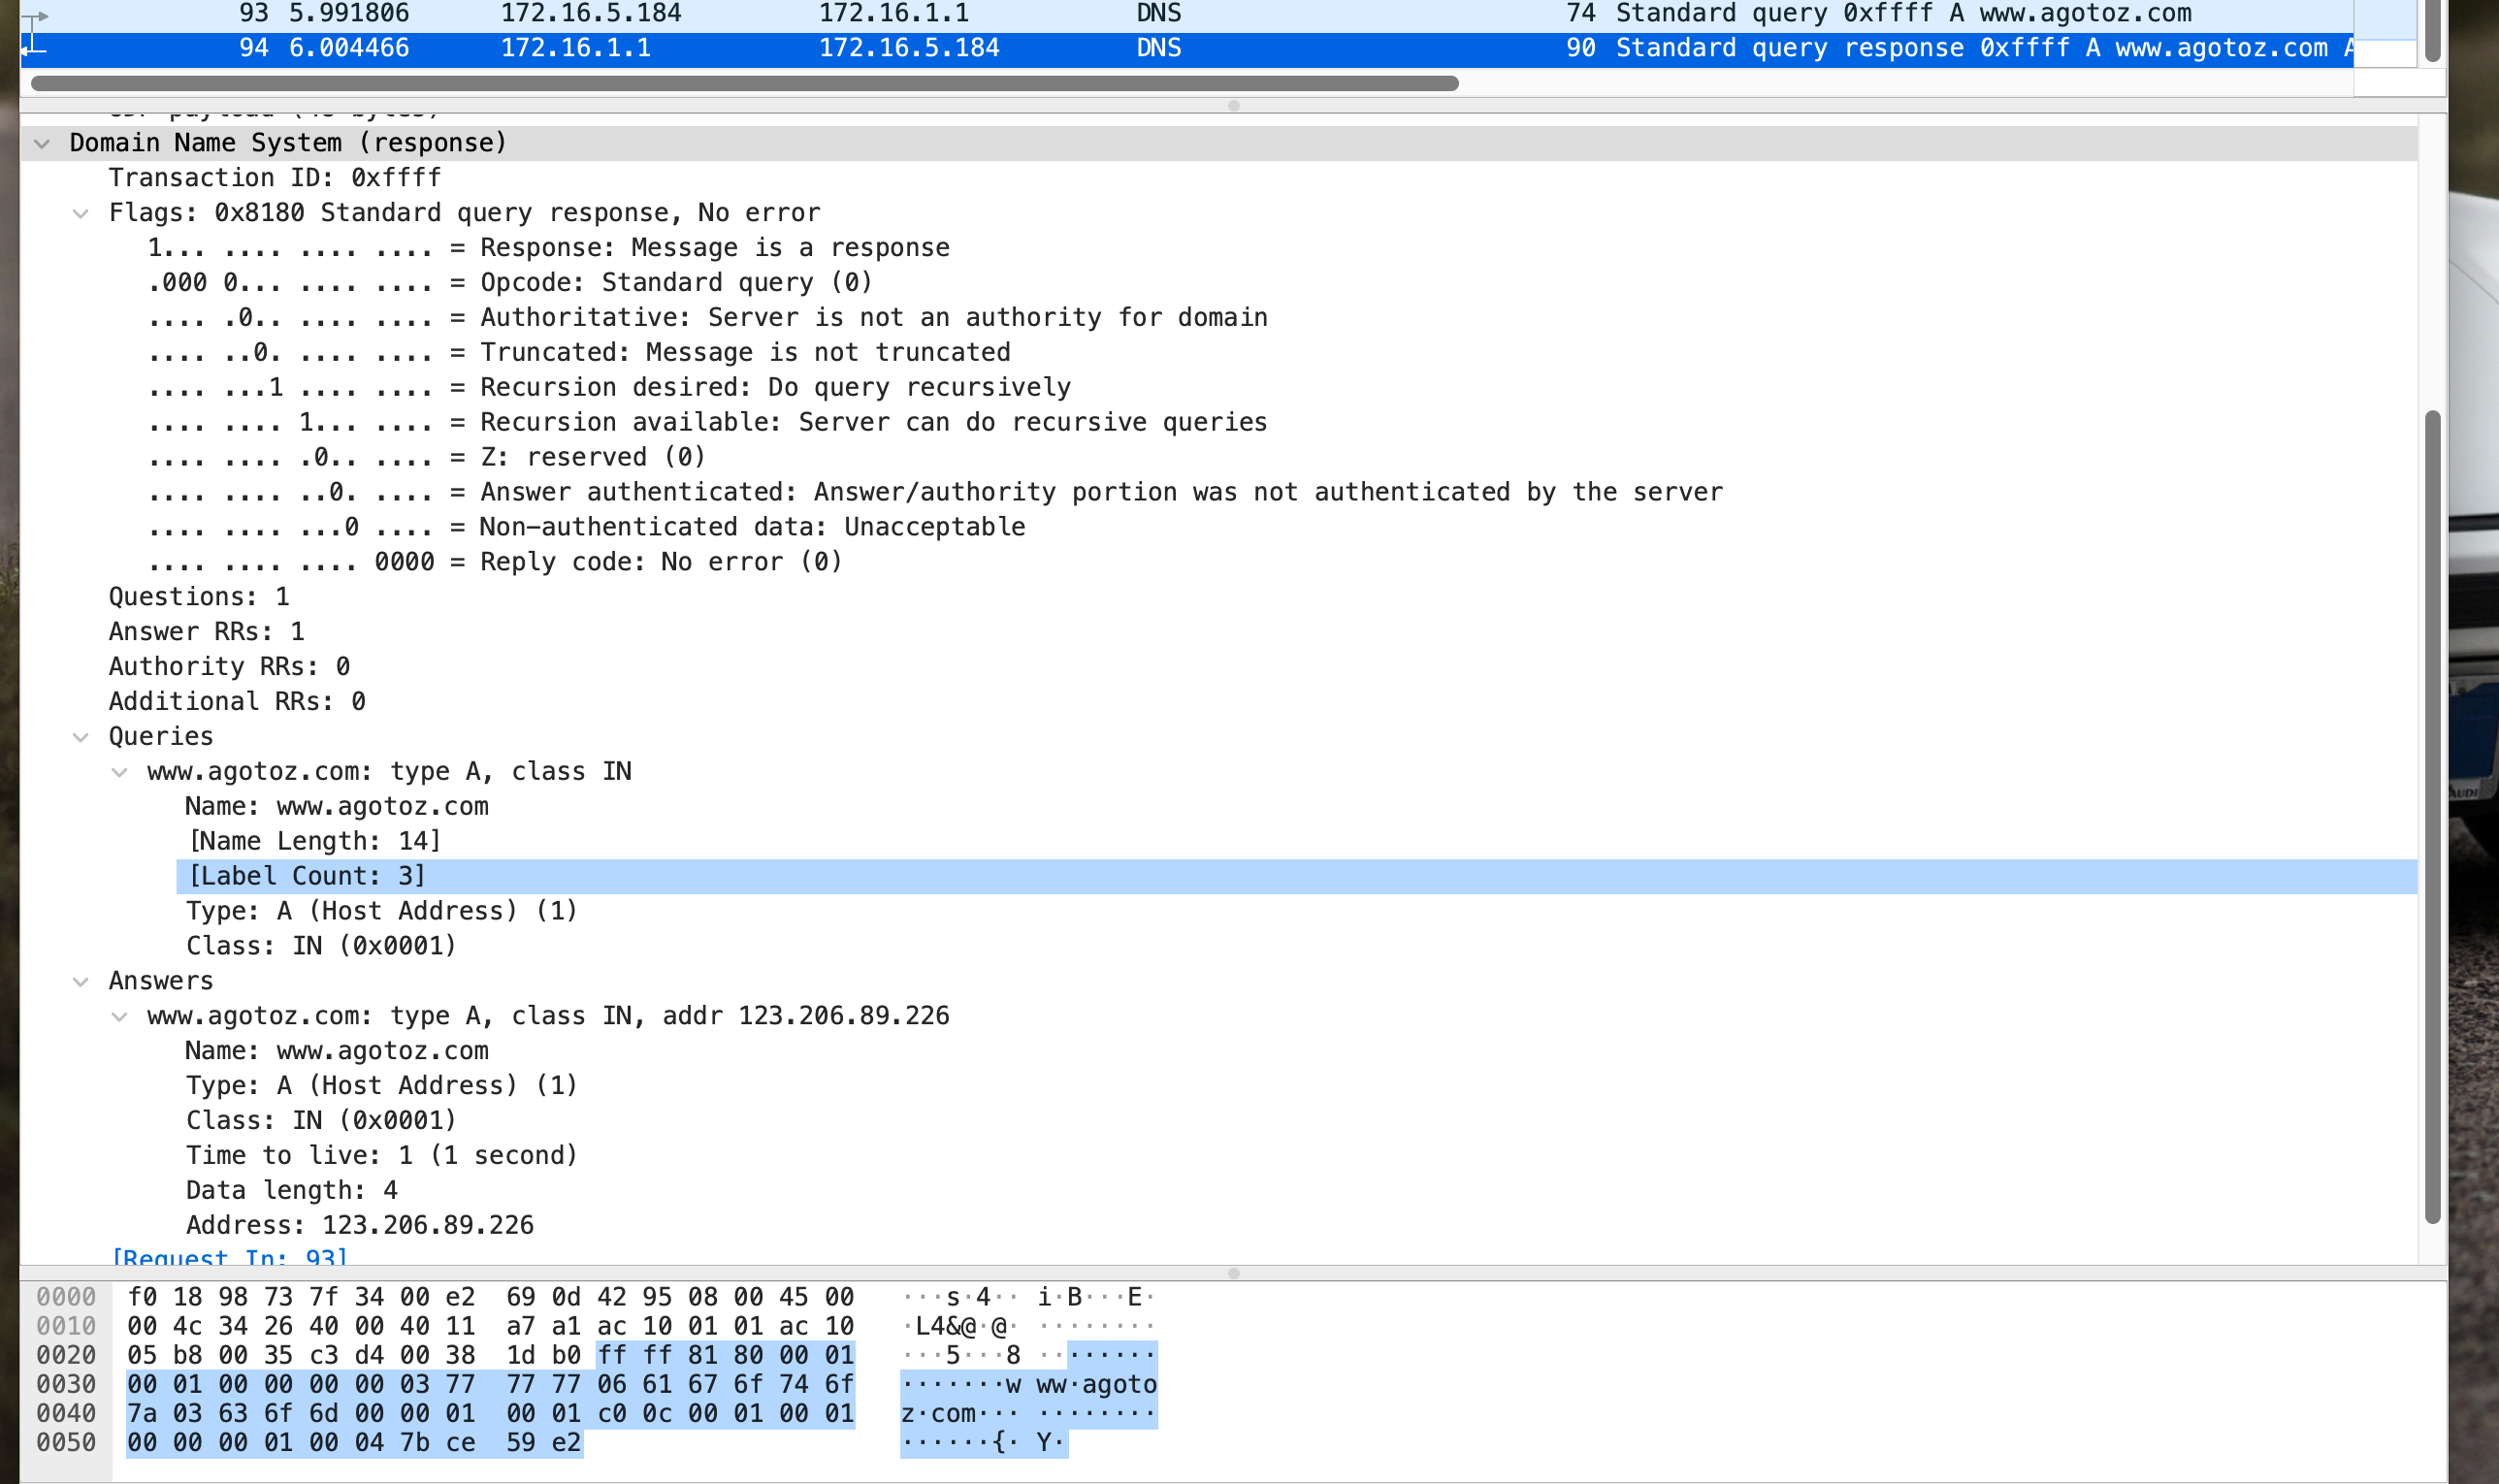 93 5.991806 172.16.5.184 172.16.1.1 DNS 74 Standard query 0xffff A www.agotoz.com
94 6.004466 172.16.1.1 172.16.5.184 DNS 90 Standard query response 0xffff A www.agotoz.com A
Domain Name System (response)
Transaction ID: 0xffff
Flags: 0x8180 Standard query response, No error
1... .... .... .... = Response: Message is a response
.000 0... .... .... = Opcode: Standard query (0)
.... .0.. .... .... = Authoritative: Server is not an authority for domain
.... ..0. .... .... = Truncated: Message is not truncated
.... ...1 .... .... = Recursion desired: Do query recursively
.... .... 1... .... = Recursion available: Server can do recursive queries
.... .... .0.. .... = Z: reserved (0)
.... .... ..0. .... = Answer authenticated: Answer/authority portion was not authenticated by the server
.... .... ...0 .... = Non-authenticated data: Unacceptable
.... .... .... 0000 = Reply code: No error (0)
Questions: 1
Answer RRs: 1
Authority RRs: 0
Additional RRs: 0
Queries
www.agotoz.com: type A, class IN
Name: www.agotoz.com
[Name Length: 14]
[Label Count: 3]
Type: A (Host Address) (1)
Class: IN (0x0001)
Answers
www.agotoz.com: type A, class IN, addr 123.206.89.226
Name: www.agotoz.com
Type: A (Host Address) (1)
Class: IN (0x0001)
Time to live: 1 (1 second)
Data length: 4
Address: 123.206.89.226
[Request In: 93]
0000 f0 18 98 73 7f 34 00 e2 69 0d 42 95 08 00 45 00 ···s·4·· i·B···E·
0010 00 4c 34 26 40 00 40 11 a7 a1 ac 10 01 01 ac 10 ·L4&@·@· ········
0020 05 b8 00 35 c3 d4 00 38 1d b0 ff ff 81 80 00 01 ···5···8 ········
0030 00 01 00 00 00 00 03 77 77 77 06 61 67 6f 74 6f ·······w ww·agoto
0040 7a 03 63 6f 6d 00 00 01 00 01 c0 0c 00 01 00 01 z·com··· ········
0050 00 00 00 01 00 04 7b ce 59 e2 ······{· Y·
AUDI